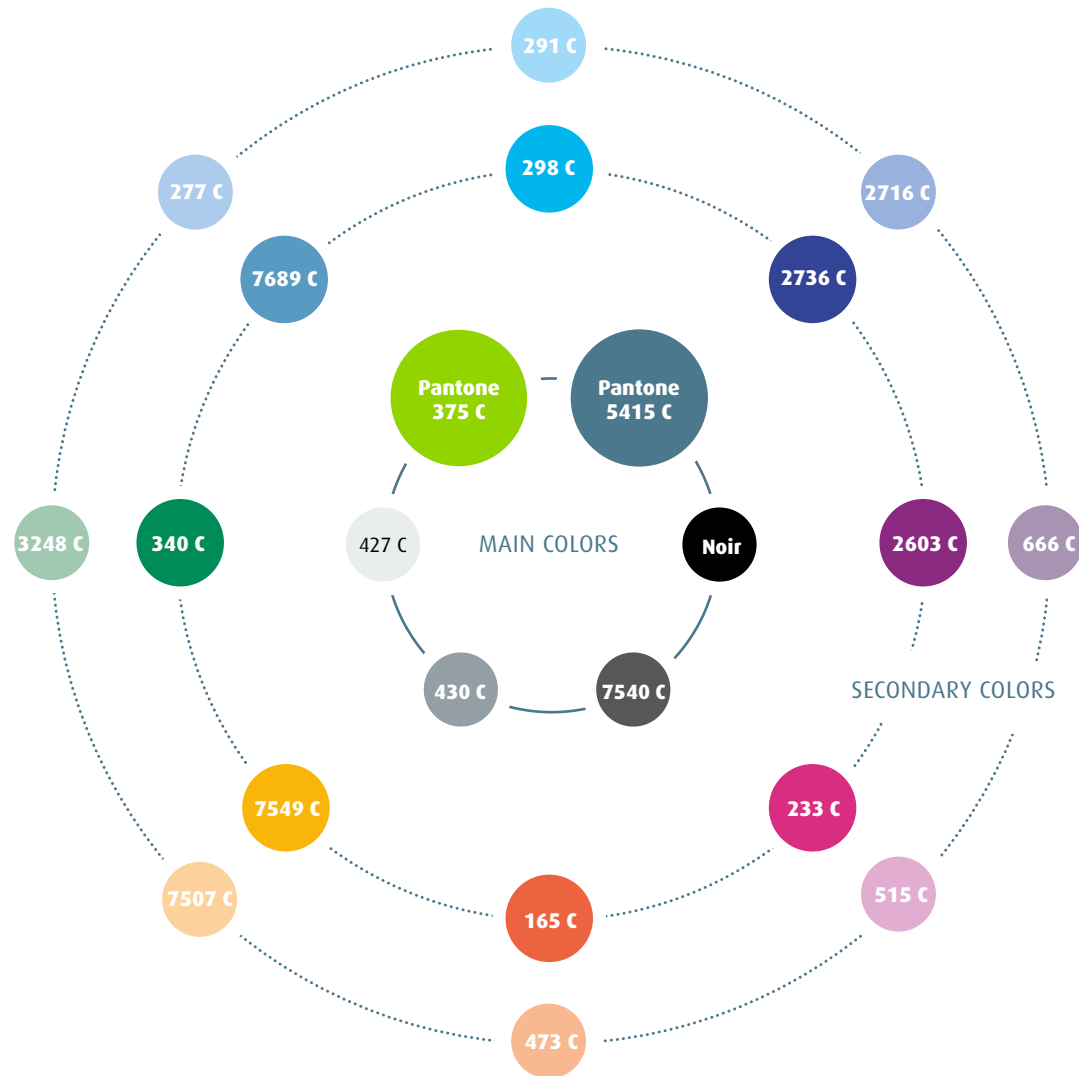 291 C
277 C
298 C
2716 C
7689 C
2736 C
Pantone
375 C
Pantone
5415 C
3248 C
340 C
427 C
MAIN COLORS
Noir
2603 C
666 C
430 C
7540 C
SECONDARY COLORS
7549 C
233 C
7507 C
165 C
515 C
473 C